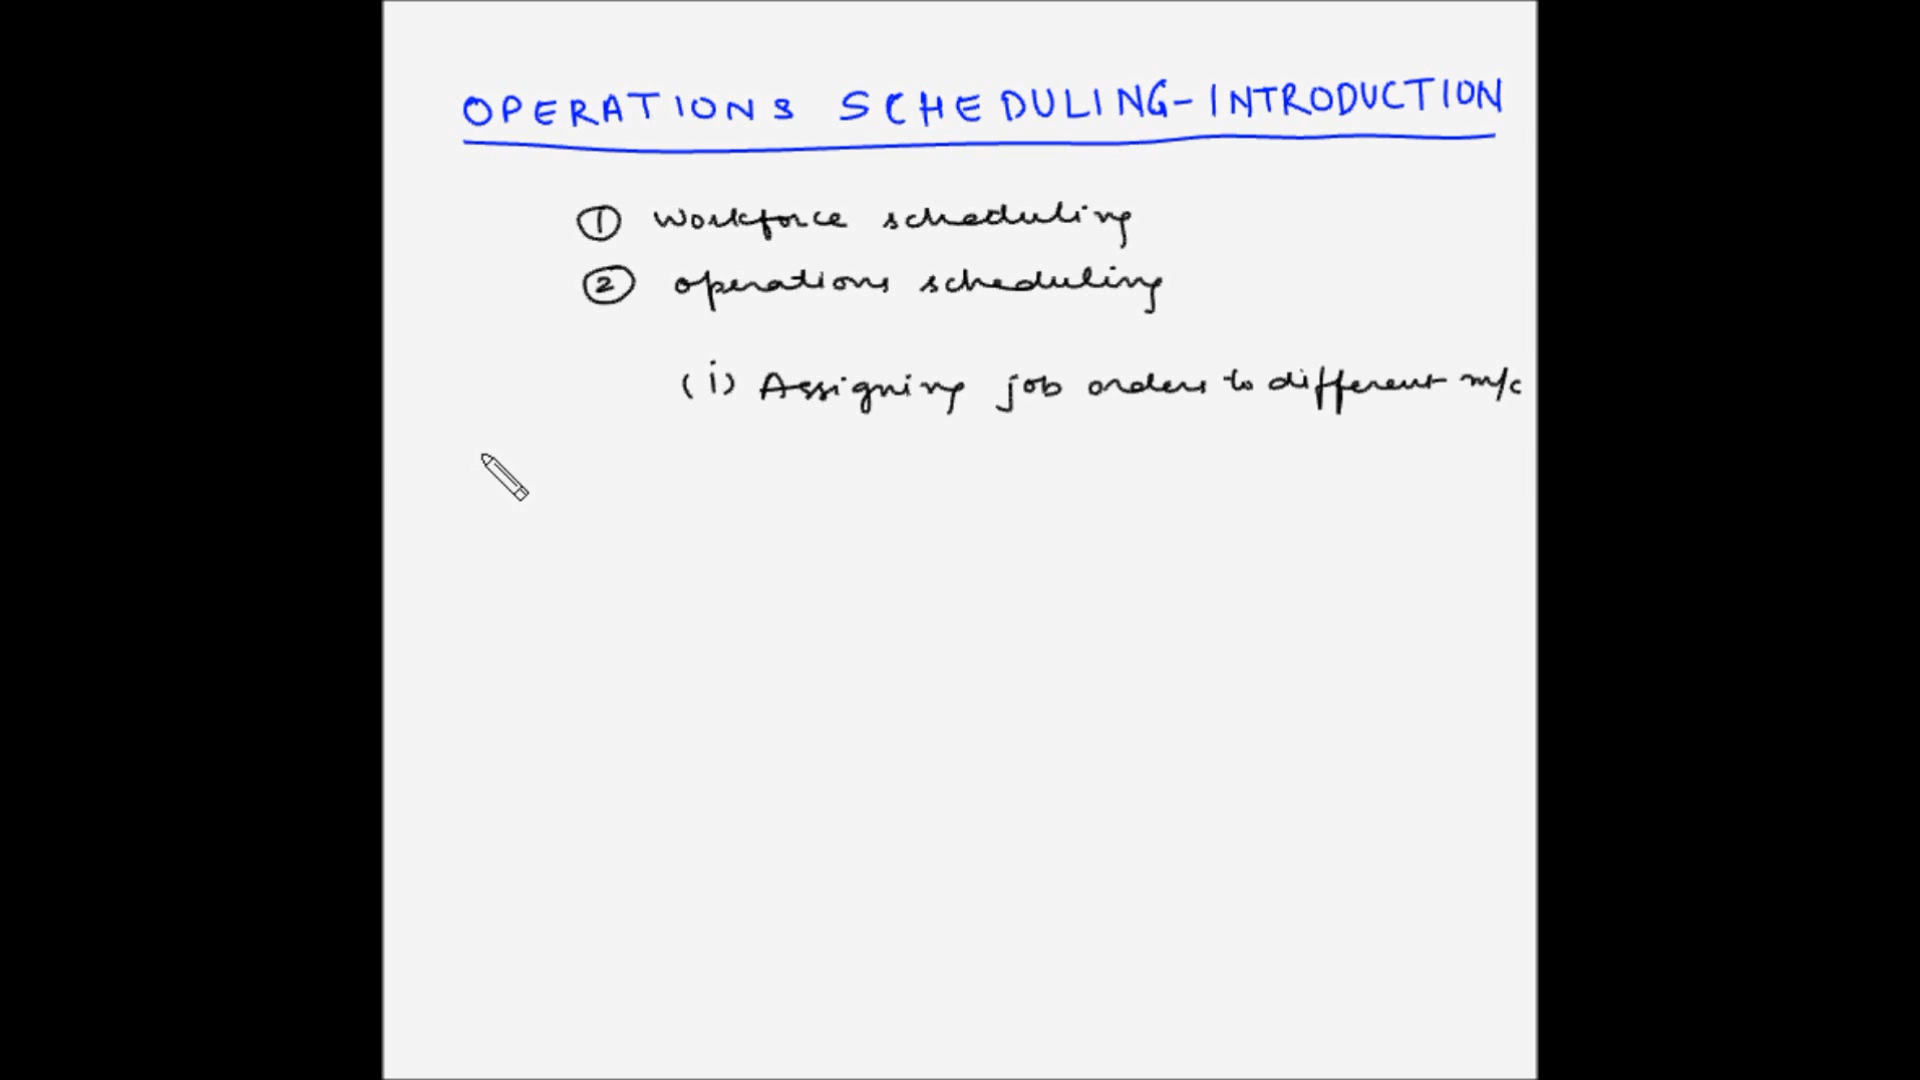 OPERATIONS SCHEDULING-INTRODUCTION
① Workforce scheduling
② operations scheduling
(i) Assigning job orders to different m/c